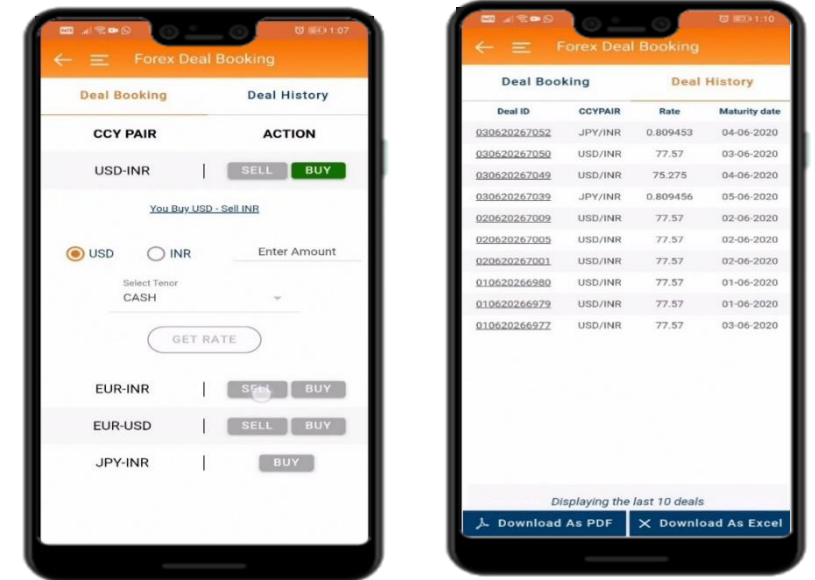 1:07
Forex Deal Booking
Deal Booking Deal History
CCY PAIR ACTION
USD-INR | SELL BUY
You Buy USD - Sell INR
USD INR Enter Amount
Select Tenor
CASH
GET RATE
EUR-INR | SELL BUY
EUR-USD | SELL BUY
JPY-INR | BUY
1:10
Forex Deal Booking
Deal Booking Deal History
Deal ID CCYPAIR Rate Maturity date
030620267052 JPY/INR 0.809453 04-06-2020
030620267050 USD/INR 77.57 03-06-2020
030620267049 USD/INR 75.275 04-06-2020
030620267039 JPY/INR 0.809456 05-06-2020
020620267009 USD/INR 77.57 02-06-2020
020620267005 USD/INR 77.57 02-06-2020
020620267001 USD/INR 77.57 02-06-2020
010620266980 USD/INR 77.57 01-06-2020
010620266979 USD/INR 77.57 01-06-2020
010620266977 USD/INR 77.57 03-06-2020
Displaying the last 10 deals
Download As PDF Download As Excel